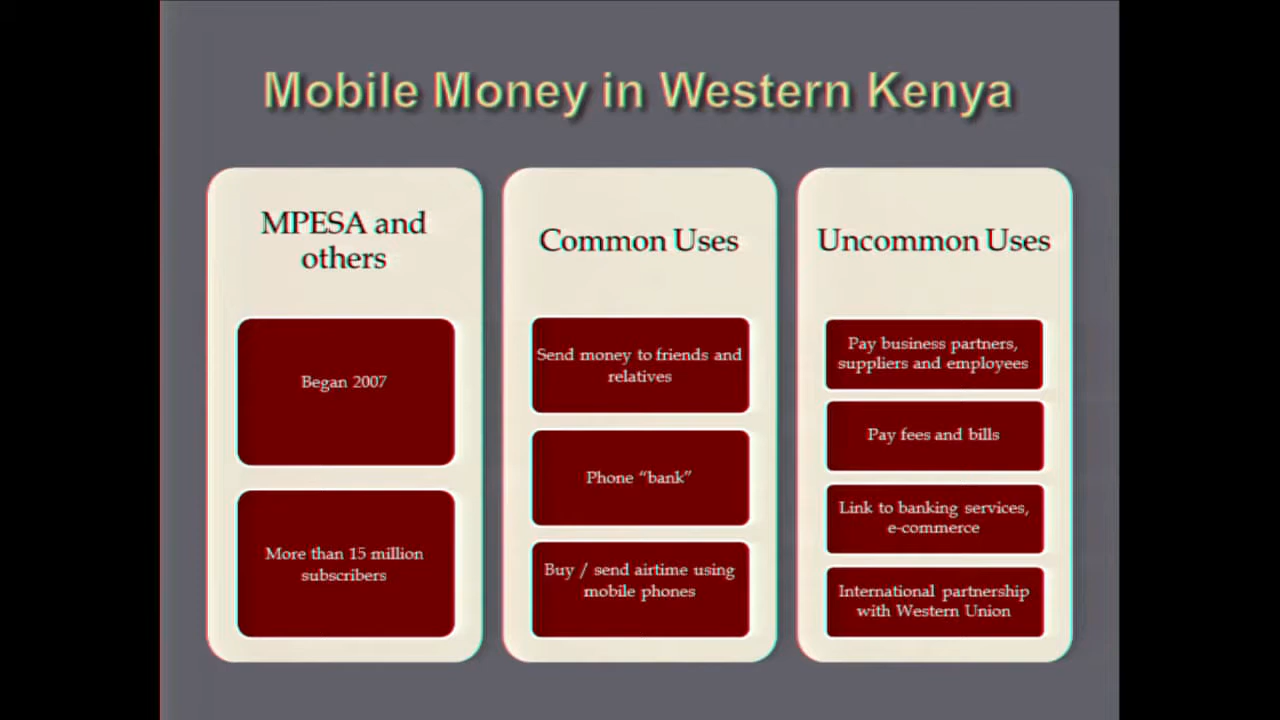 Mobile Money in Western Kenya
MPESA and
others
Began 2007
More than 15 million
subscribers
Common Uses
Send money to friends and
relatives
Phone “bank”
Buy / send airtime using
mobile phones
Uncommon Uses
Pay business partners,
suppliers and employees
Pay fees and bills
Link to banking services,
e-commerce
International partnership
with Western Union